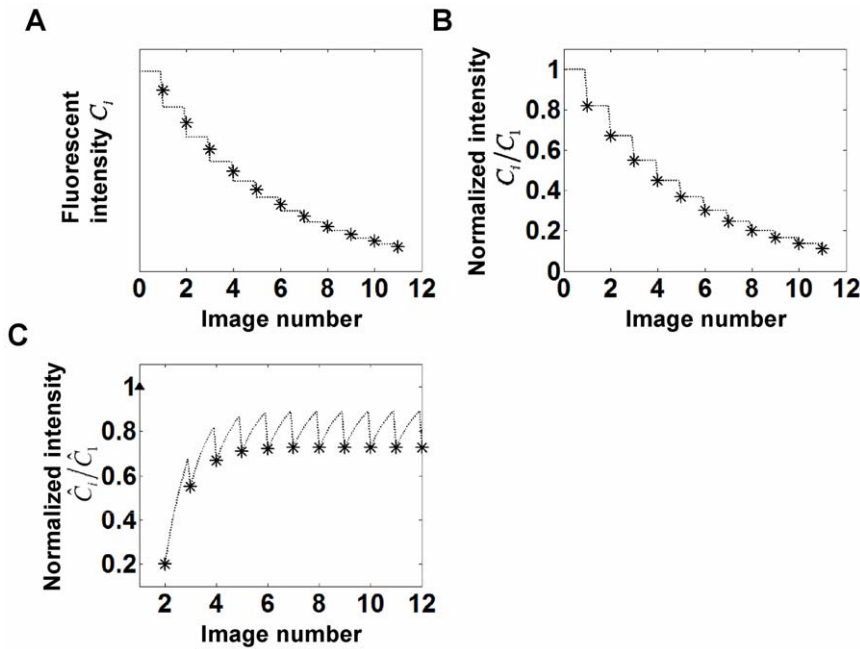 A
Fluorescent
intensity C_i
0 2 4 6 8 10 12
Image number
B
Normalized intensity
C_i/C_1
1
0.8
0.6
0.4
0.2
0
0 2 4 6 8 10 12
Image number
C
Normalized intensity
Ĉ_i/Ĉ_1
1
0.8
0.6
0.4
0.2
2 4 6 8 10 12
Image number